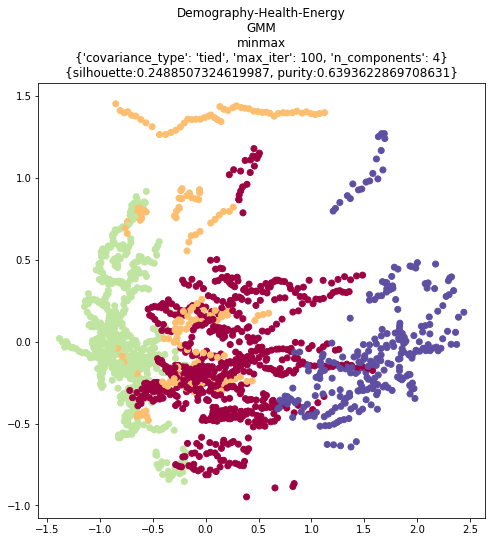 Demography-Health-Energy
GMM
minmax
{'covariance_type': 'tied', 'max_iter': 100, 'n_components': 4}
{silhouette:0.2488507324619987, purity:0.6393622869708631}
1.5
1.0
0.5
0.0
−0.5
−1.0
−1.5 −1.0 −0.5 0.0 0.5 1.0 1.5 2.0 2.5